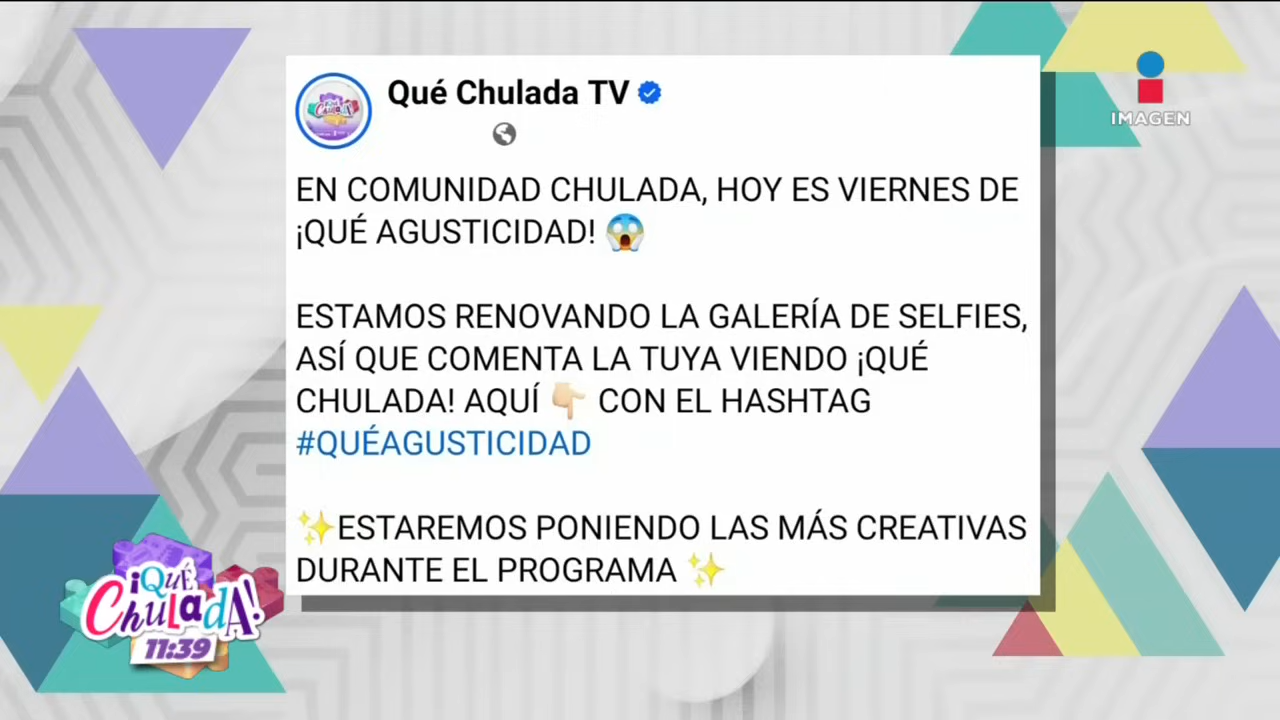 Qué Chulada TV
IMAGEN
EN COMUNIDAD CHULADA, HOY ES VIERNES DE
¡QUÉ AGUSTICIDAD! 😱
ESTAMOS RENOVANDO LA GALERÍA DE SELFIES,
ASÍ QUE COMENTA LA TUYA VIENDO ¡QUÉ
CHULADA! AQUÍ 👇🏻 CON EL HASHTAG
#QUÉAGUSTICIDAD
✨ESTAREMOS PONIENDO LAS MÁS CREATIVAS
DURANTE EL PROGRAMA ✨
¡QUÉ
ChuLadA!
11:39